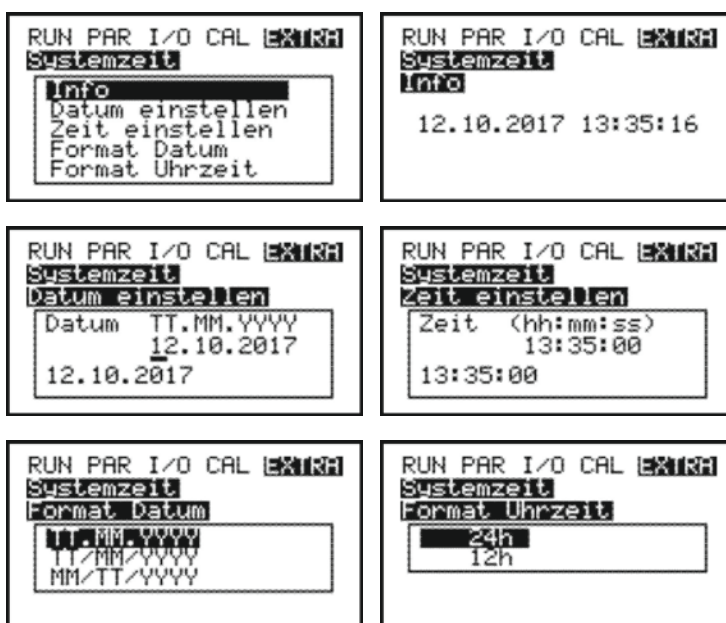 RUN PAR I/O CAL EXTRA
Systemzeit
Info
Datum einstellen
Zeit einstellen
Format Datum
Format Uhrzeit
RUN PAR I/O CAL EXTRA
Systemzeit
Info
12.10.2017 13:35:16
RUN PAR I/O CAL EXTRA
Systemzeit
Datum einstellen
Datum TT.MM.YYYY
12.10.2017
12.10.2017
RUN PAR I/O CAL EXTRA
Systemzeit
Zeit einstellen
Zeit (hh:mm:ss)
13:35:00
13:35:00
RUN PAR I/O CAL EXTRA
Systemzeit
Format Datum
TT.MM.YYYY
TT/MM/YYYY
MM/TT/YYYY
RUN PAR I/O CAL EXTRA
Systemzeit
Format Uhrzeit
24h
12h